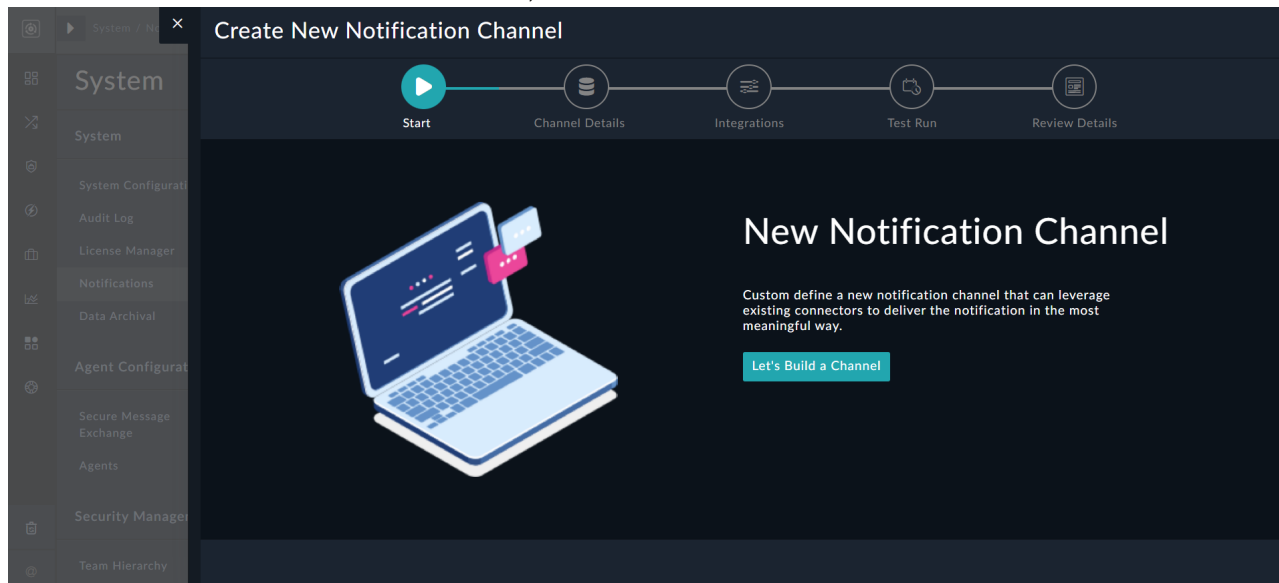 System / No
Create New Notification Channel
System
Start
Channel Details
Integrations
Test Run
Review Details
System
System Configurati
Audit Log
License Manager
Notifications
Data Archival
Agent Configurat
Secure Message
Exchange
Agents
Security Manager
Team Hierarchy
New Notification Channel
Custom define a new notification channel that can leverage
existing connectors to deliver the notification in the most
meaningful way.
Let's Build a Channel